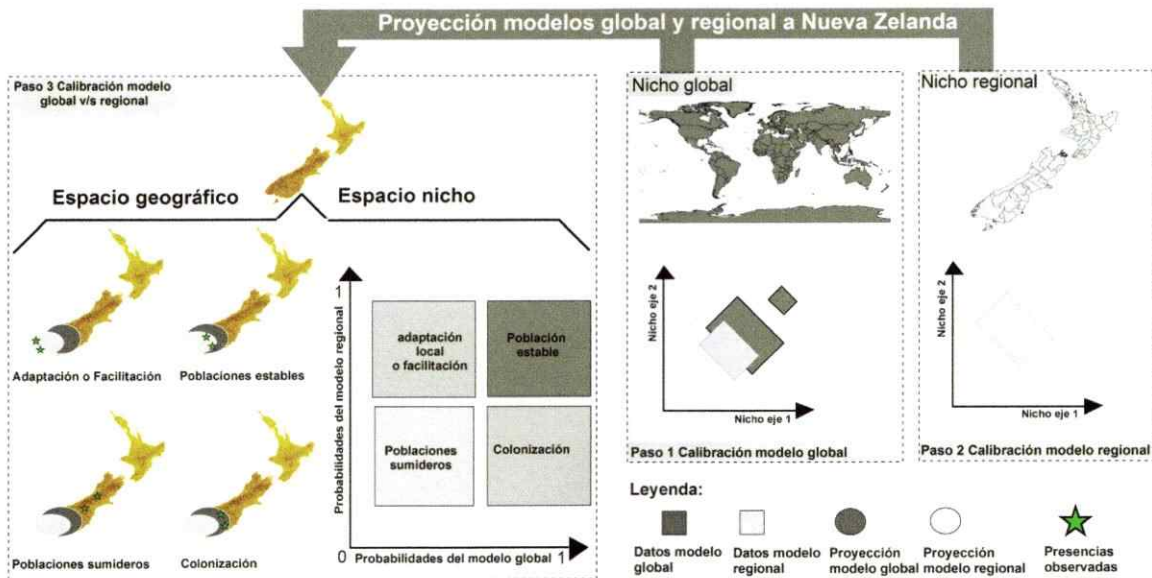 Proyección modelos global y regional a Nueva Zelanda
Paso 3 Calibración modelo
global v/s regional
Espacio geográfico
Espacio nicho
Adaptación o Facilitación
Poblaciones estables
Poblaciones sumideros
Colonización
Probabilidades del modelo regional
1
adaptación
local
o facilitación
Población
estable
Poblaciones
sumideros
Colonización
0
Probabilidades del modelo global
1
Nicho global
Nicho eje 2
Nicho eje 1
Paso 1 Calibración modelo global
Nicho regional
Nicho eje 2
Nicho eje 1
Paso 2 Calibración modelo regional
Leyenda:
Datos modelo
global
Datos modelo
regional
Proyección
modelo global
Proyección
modelo regional
Presencias
observadas